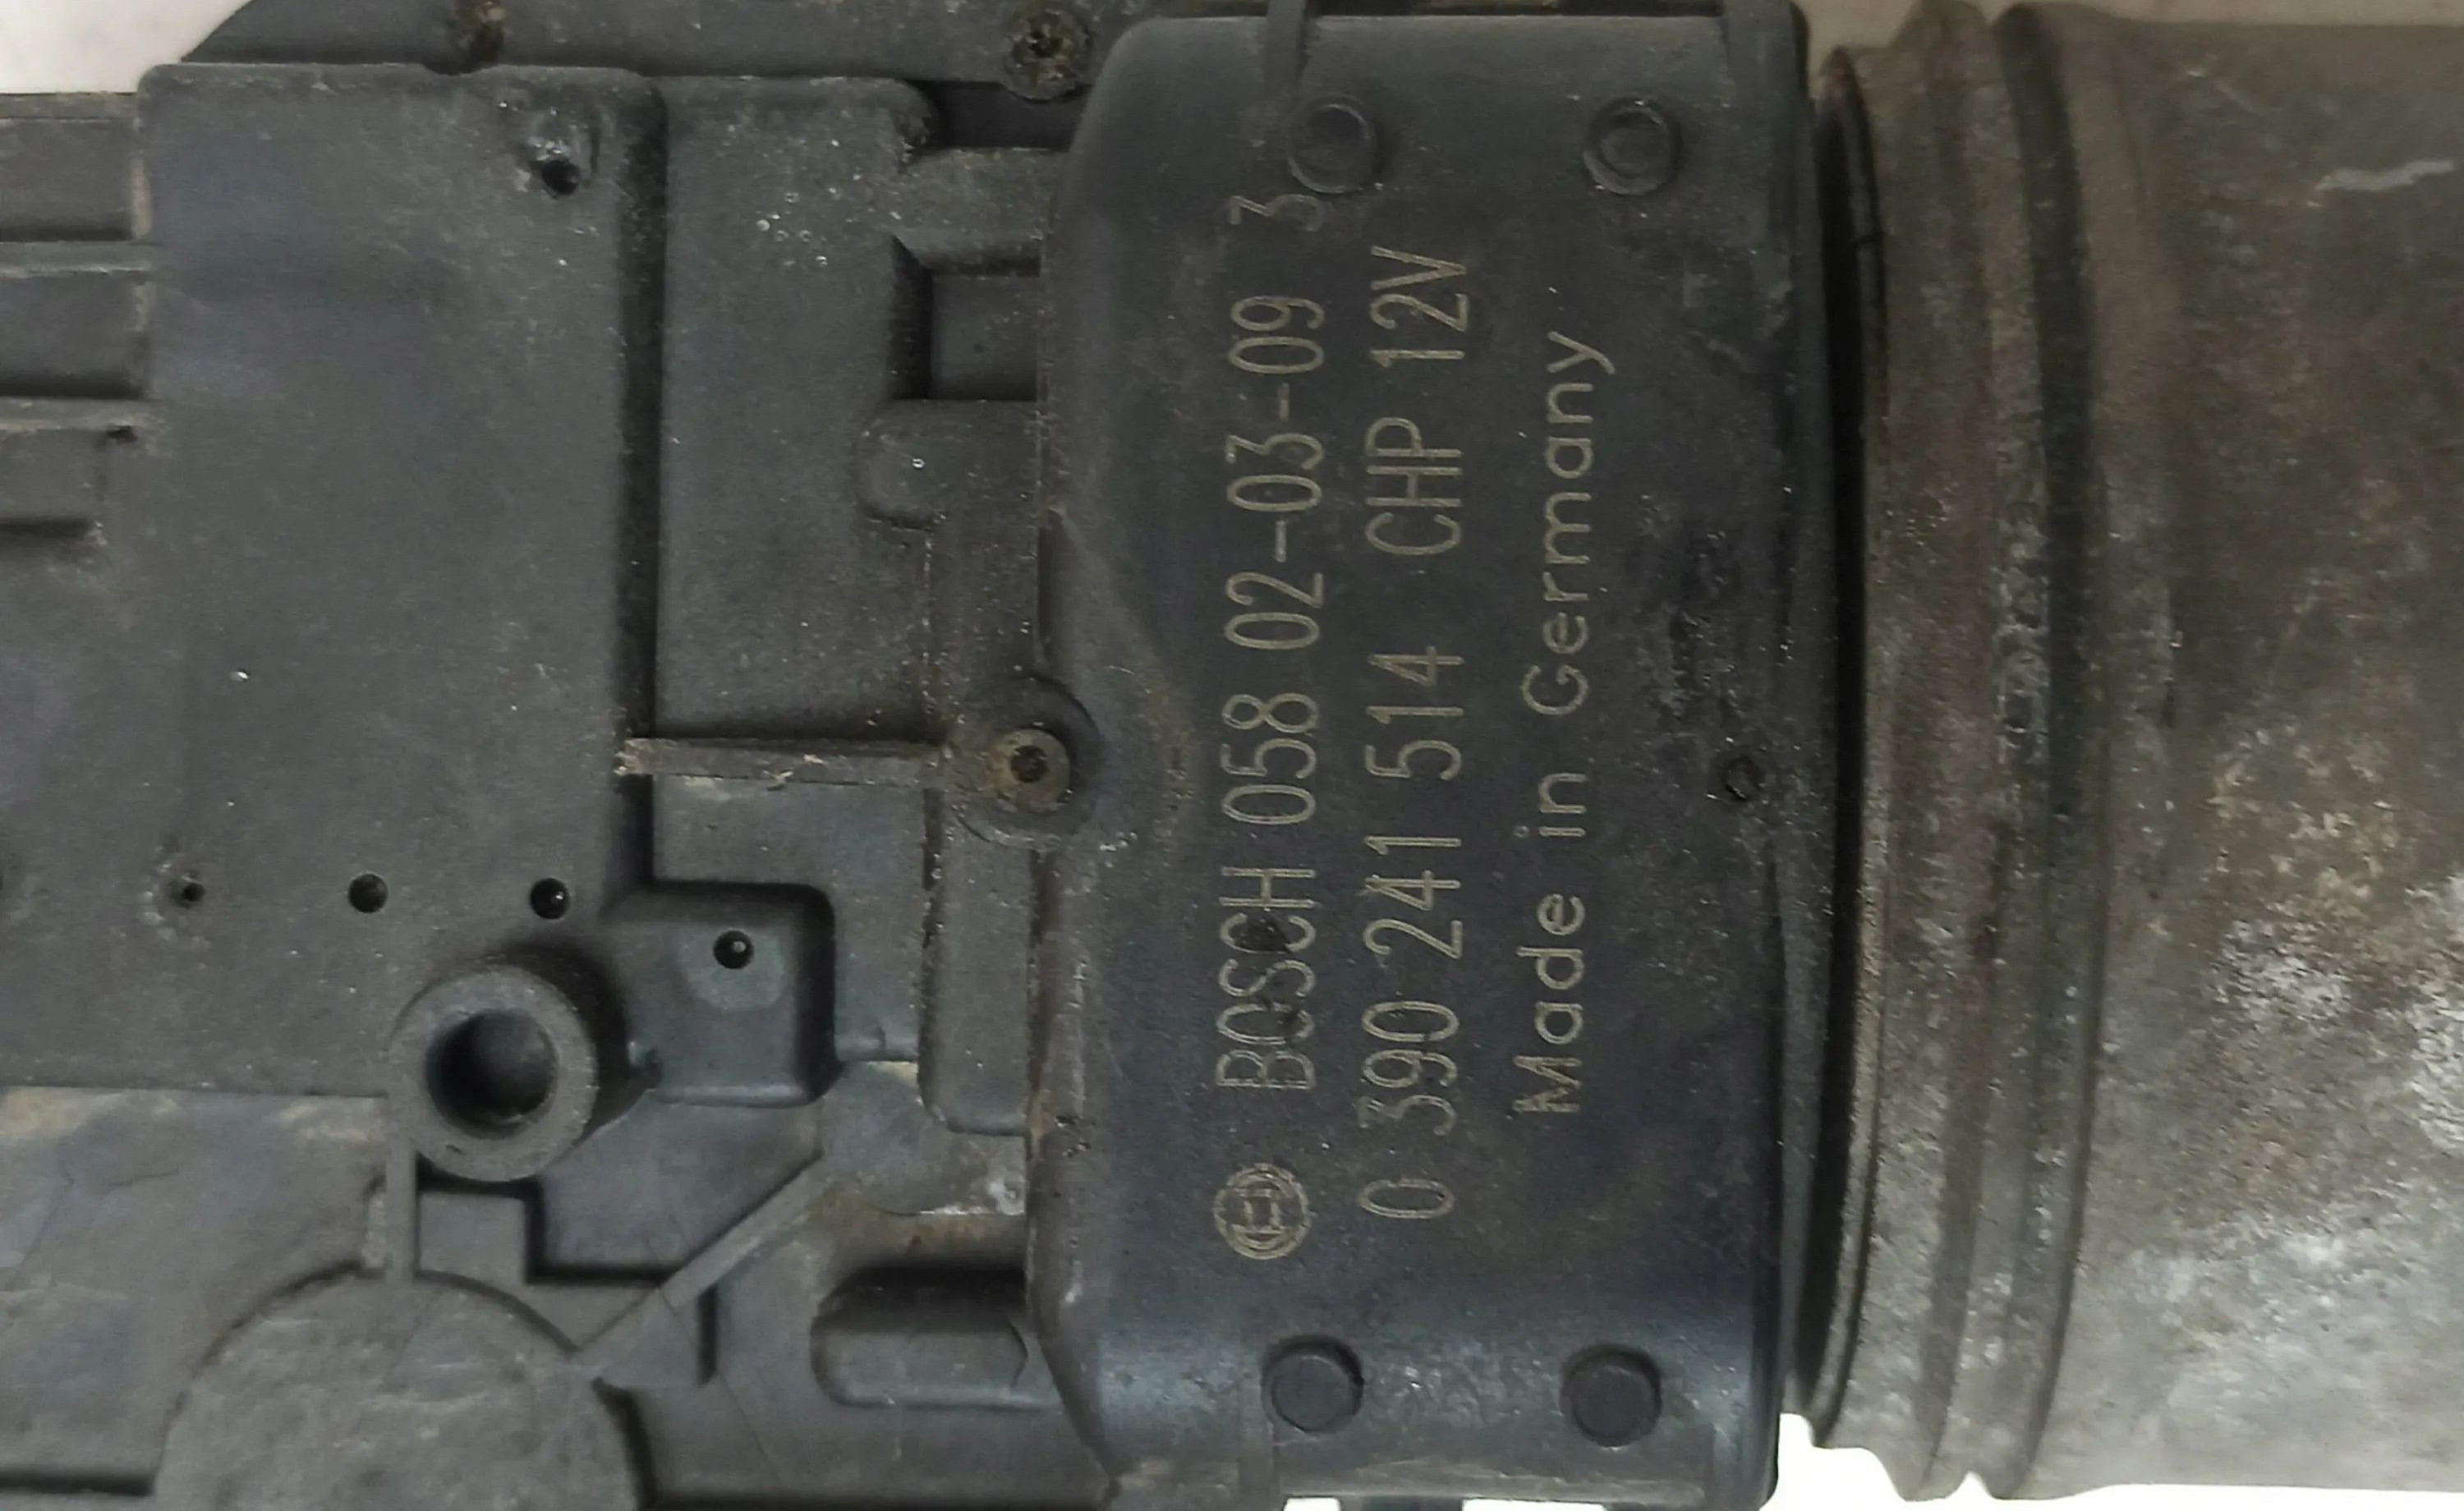 BOSCH 058 02-03-09 3
0 390 241 514 CHP 12V
Made in Germany